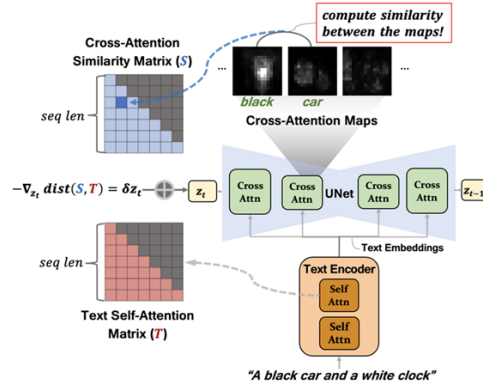 compute similarity
between the maps!
Cross-Attention
Similarity Matrix (S)
...
...
black
car
seq len
Cross-Attention Maps
−∇zₜ dist(S,T) = δzₜ
zₜ
Cross
Attn
Cross
Attn
UNet
Cross
Attn
Cross
Attn
zₜ₋₁
Text Embeddings
seq len
Text Encoder
Self
Attn
Self
Attn
Text Self-Attention
Matrix (T)
"A black car and a white clock"